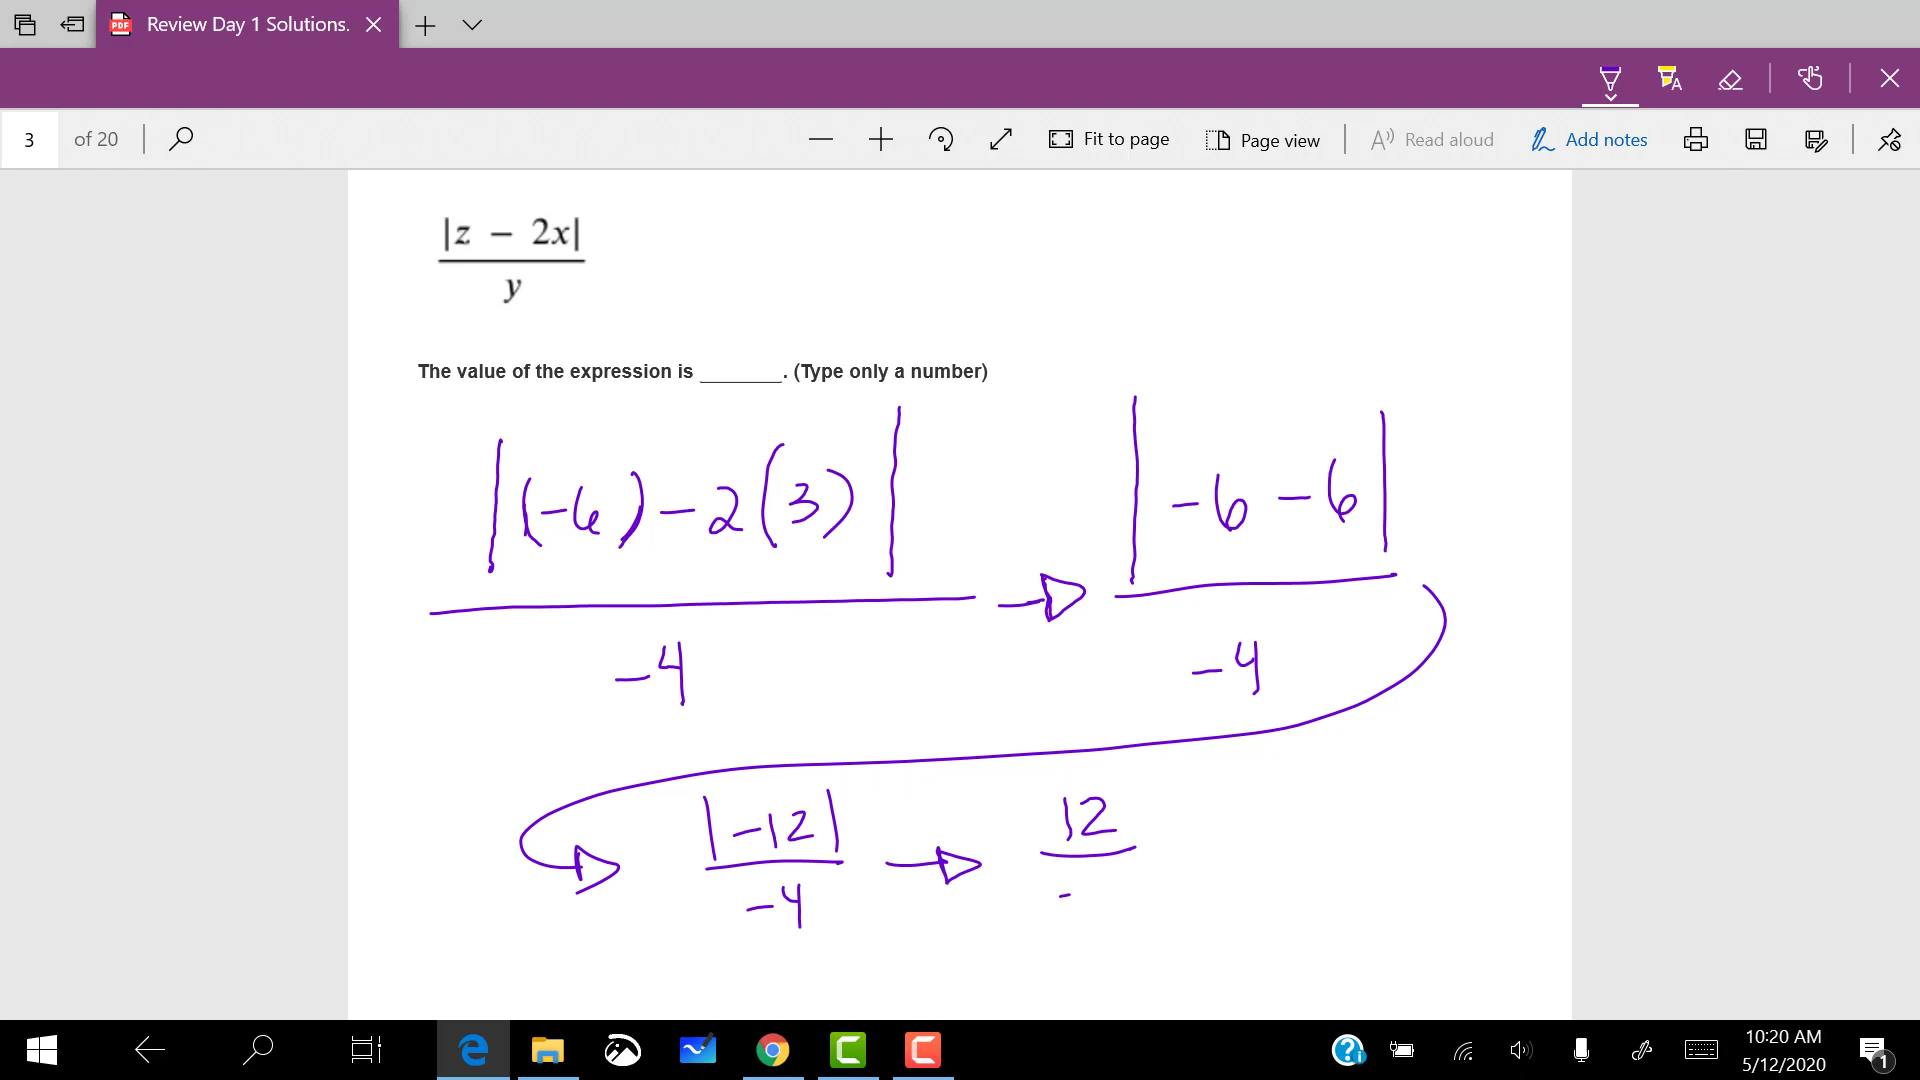 Review Day 1 Solutions.
3 of 20
Fit to page
Page view
Read aloud
Add notes
|z − 2x|
y
The value of the expression is ________. (Type only a number)
|(-6) - 2(3)|
-4
|-6 - 6|
-4
|-12|
-4
12
-
10:20 AM
5/12/2020
1